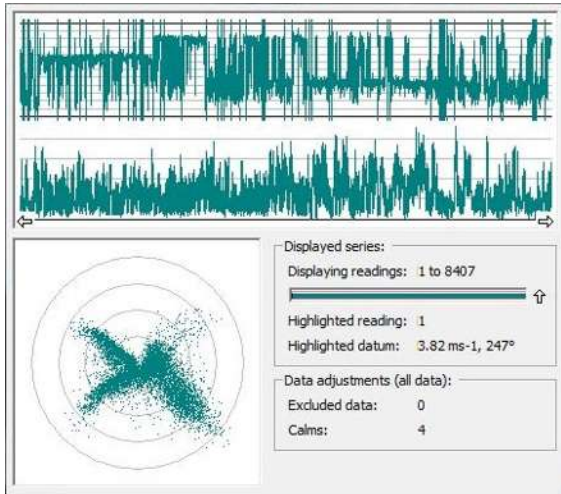 Displayed series:
Displaying readings: 1 to 8407
Highlighted reading: 1
Highlighted datum: 3.82 ms-1, 247°
Data adjustments (all data):
Excluded data: 0
Calms: 4